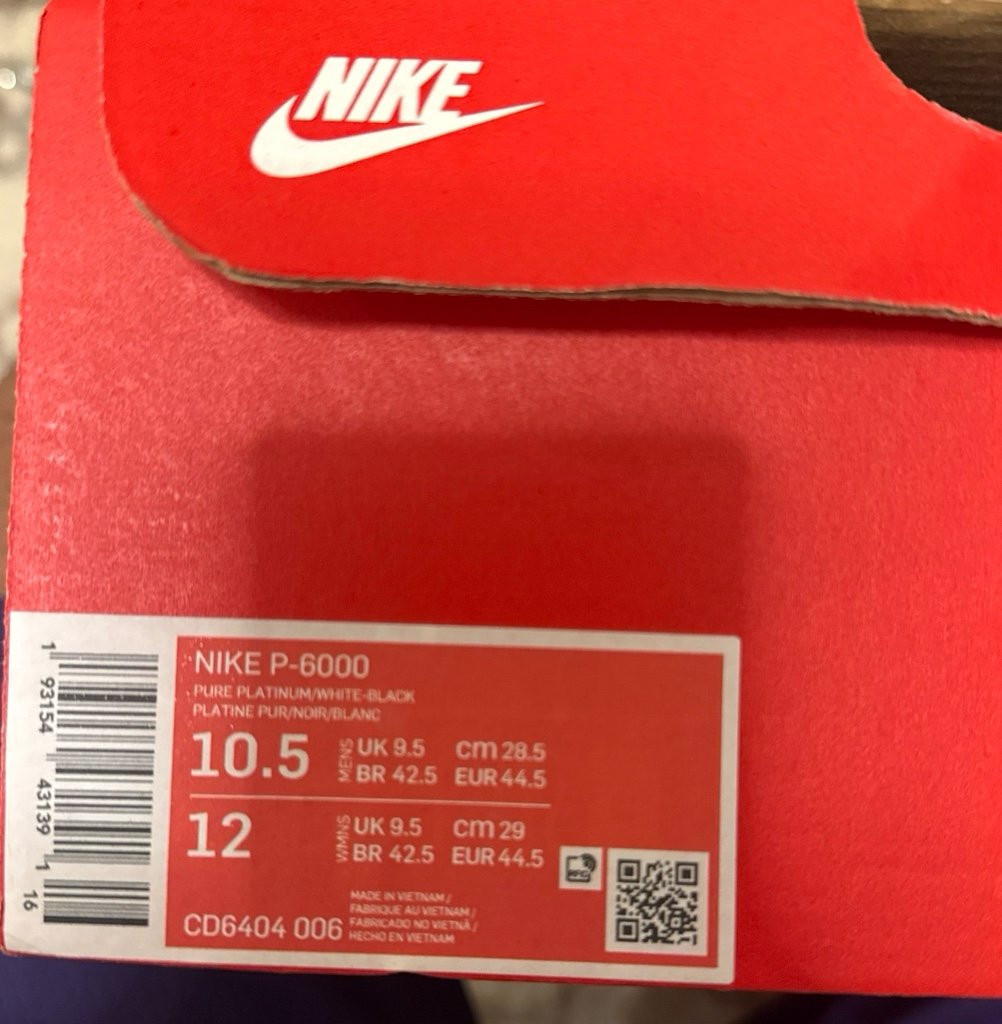 NIKE
NIKE P-6000
PURE PLATINUM/WHITE-BLACK
PLATINE PUR/NOIR/BLANC
10.5 MENS UK 9.5 cm 28.5
BR 42.5 EUR 44.5
12 WMNS UK 9.5 cm 29
BR 42.5 EUR 44.5
CD6404 006
MADE IN VIETNAM /
FABRIQUE AU VIETNAM /
FABRICADO NO VIETNÃ /
HECHO EN VIETNAM
RFID
1 93154 43139 1 16